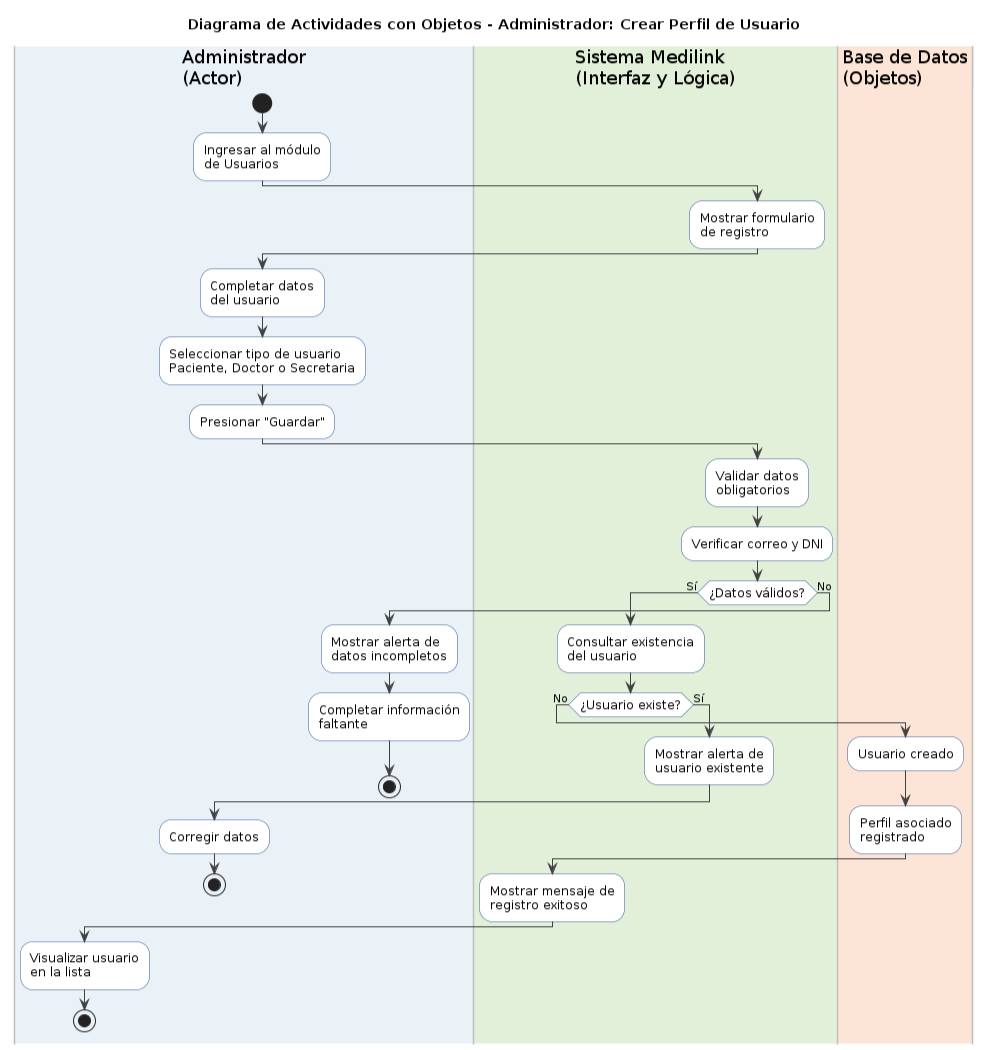 Diagrama de Actividades con Objetos - Administrador: Crear Perfil de Usuario
Administrador
(Actor)
Sistema Medilink
(Interfaz y Lógica)
Base de Datos
(Objetos)
Ingresar al módulo
de Usuarios
Mostrar formulario
de registro
Completar datos
del usuario
Seleccionar tipo de usuario
Paciente, Doctor o Secretaria
Presionar "Guardar"
Validar datos
obligatorios
Verificar correo y DNI
Sí
¿Datos válidos?
No
Mostrar alerta de
datos incompletos
Consultar existencia
del usuario
Completar información
faltante
No
¿Usuario existe?
Sí
Mostrar alerta de
usuario existente
Usuario creado
Corregir datos
Perfil asociado
registrado
Mostrar mensaje de
registro exitoso
Visualizar usuario
en la lista